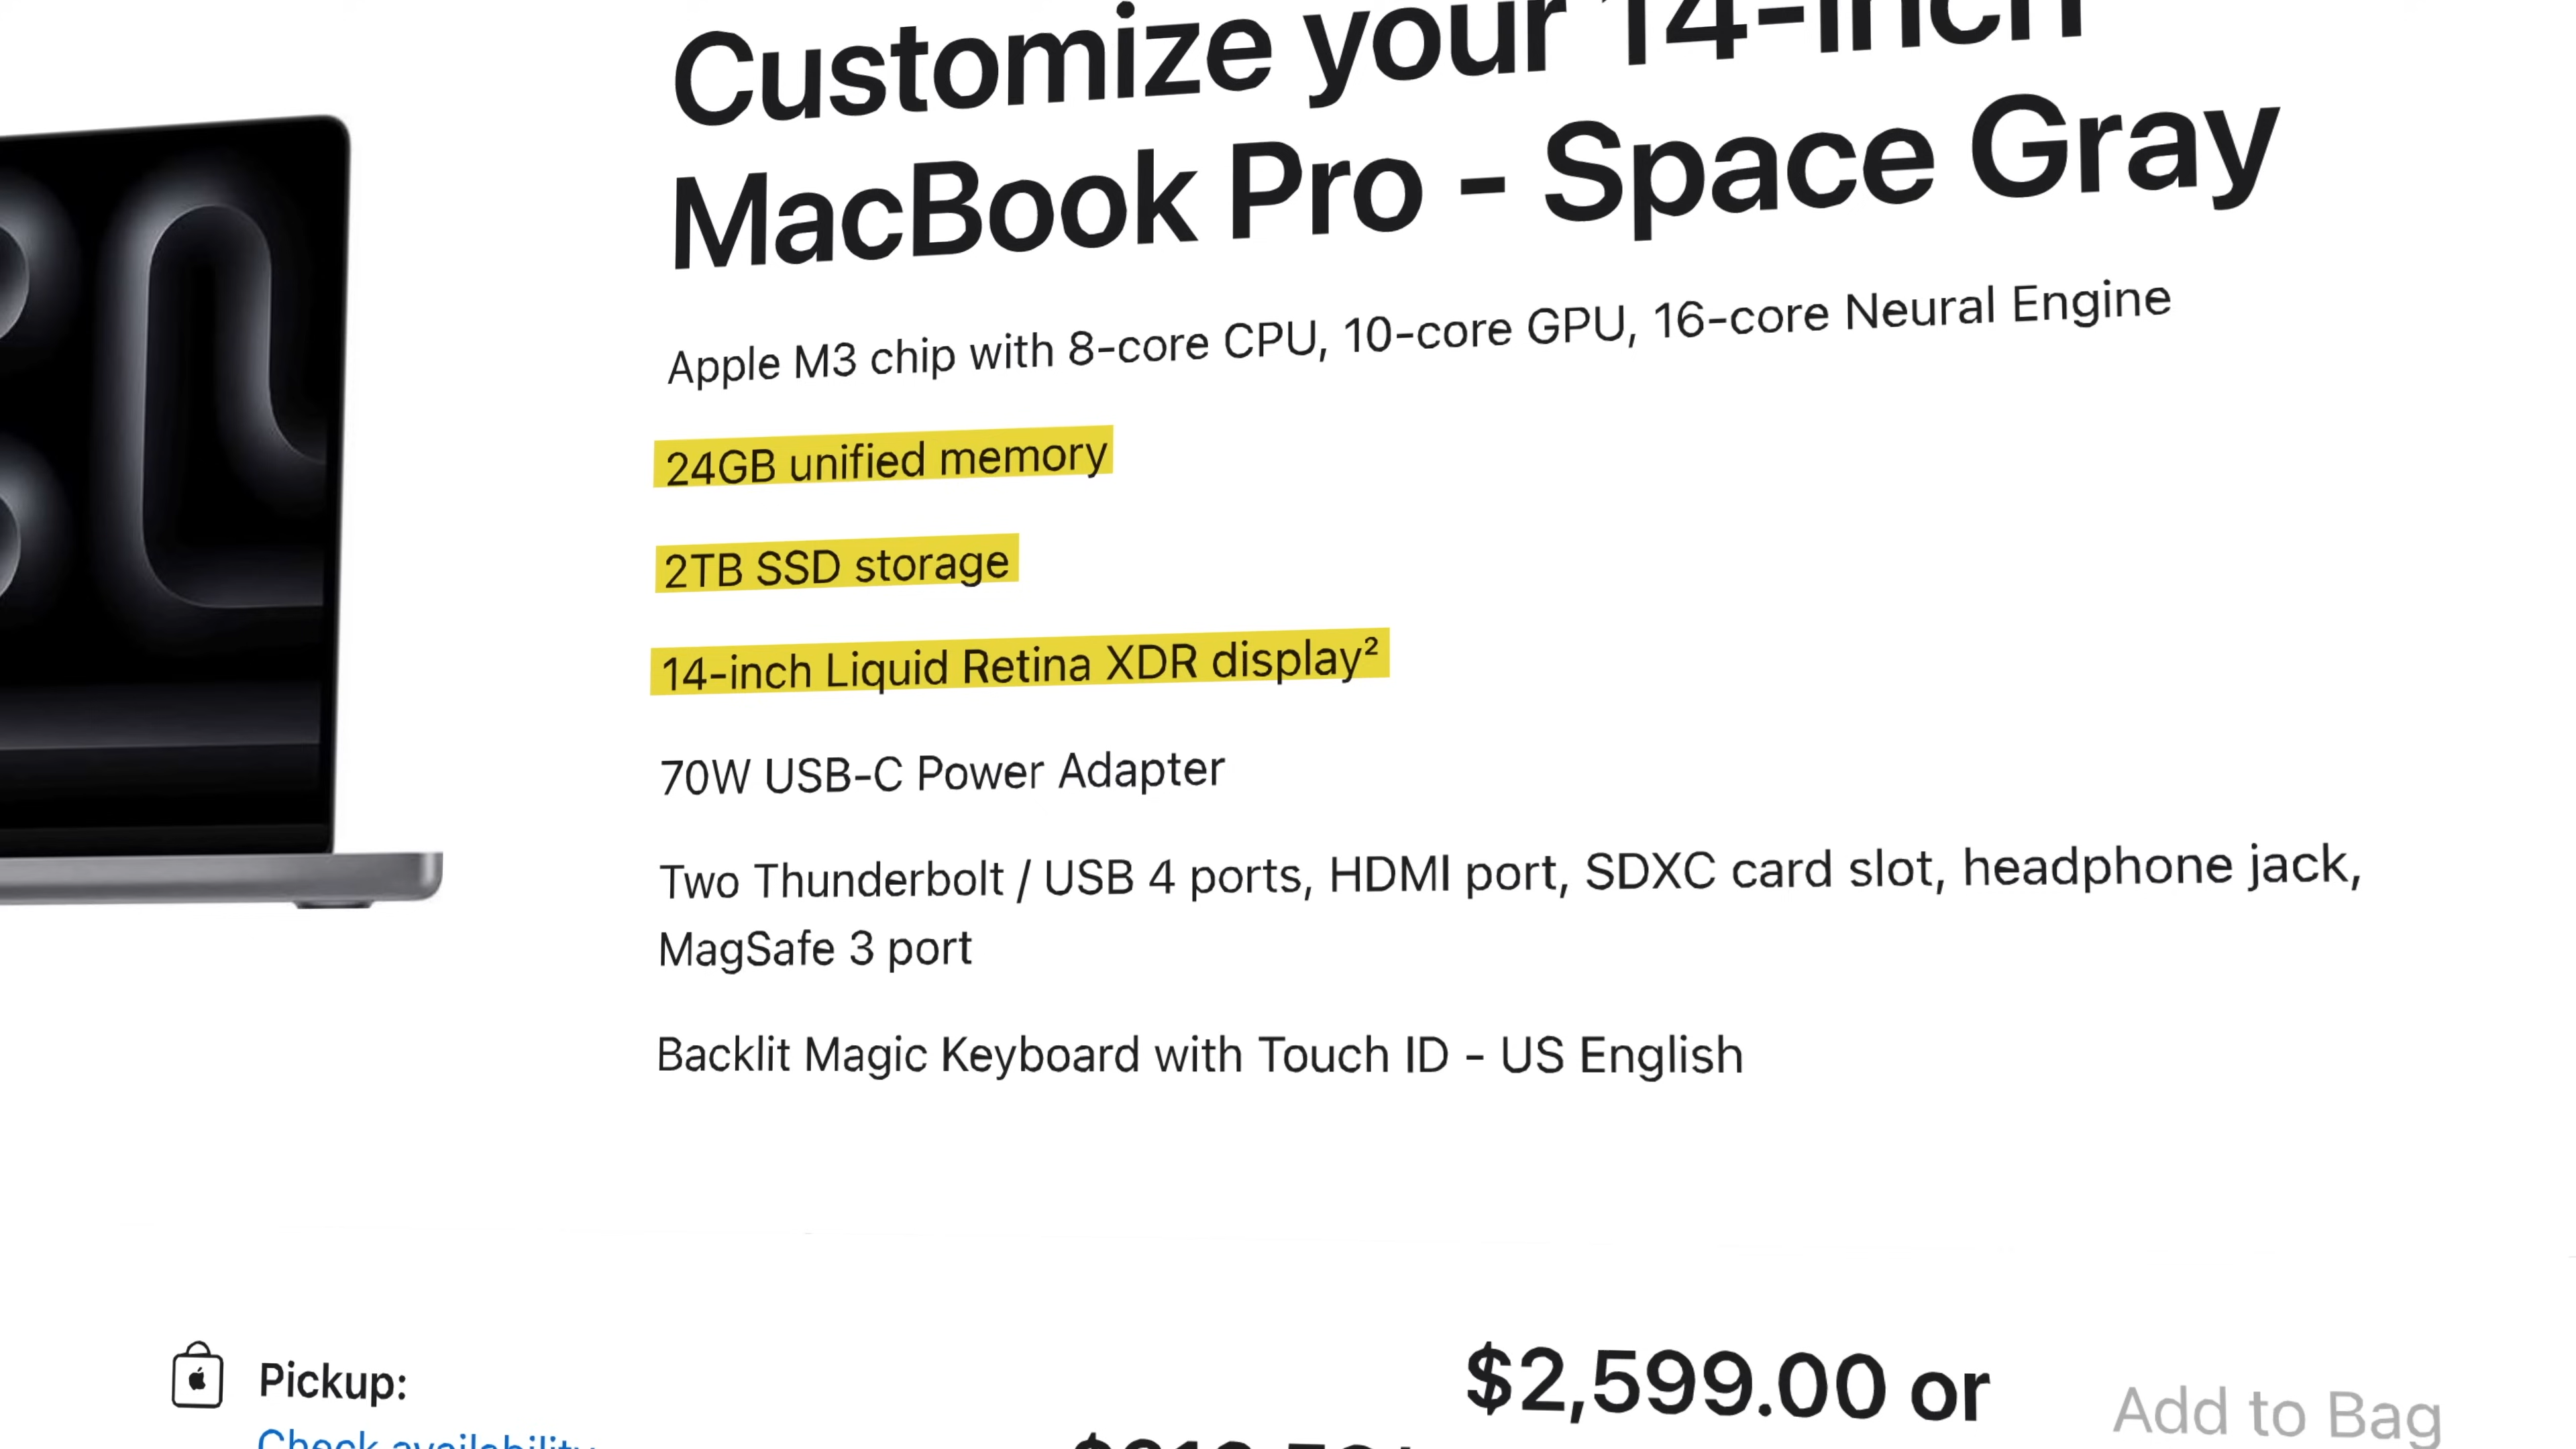 Customize your 14-inch
MacBook Pro - Space Gray
Apple M3 chip with 8-core CPU, 10-core GPU, 16-core Neural Engine
24GB unified memory
2TB SSD storage
14-inch Liquid Retina XDR display²
70W USB-C Power Adapter
Two Thunderbolt / USB 4 ports, HDMI port, SDXC card slot, headphone jack,
MagSafe 3 port
Backlit Magic Keyboard with Touch ID - US English
Pickup:
Check availability
$2,599.00 or
Add to Bag